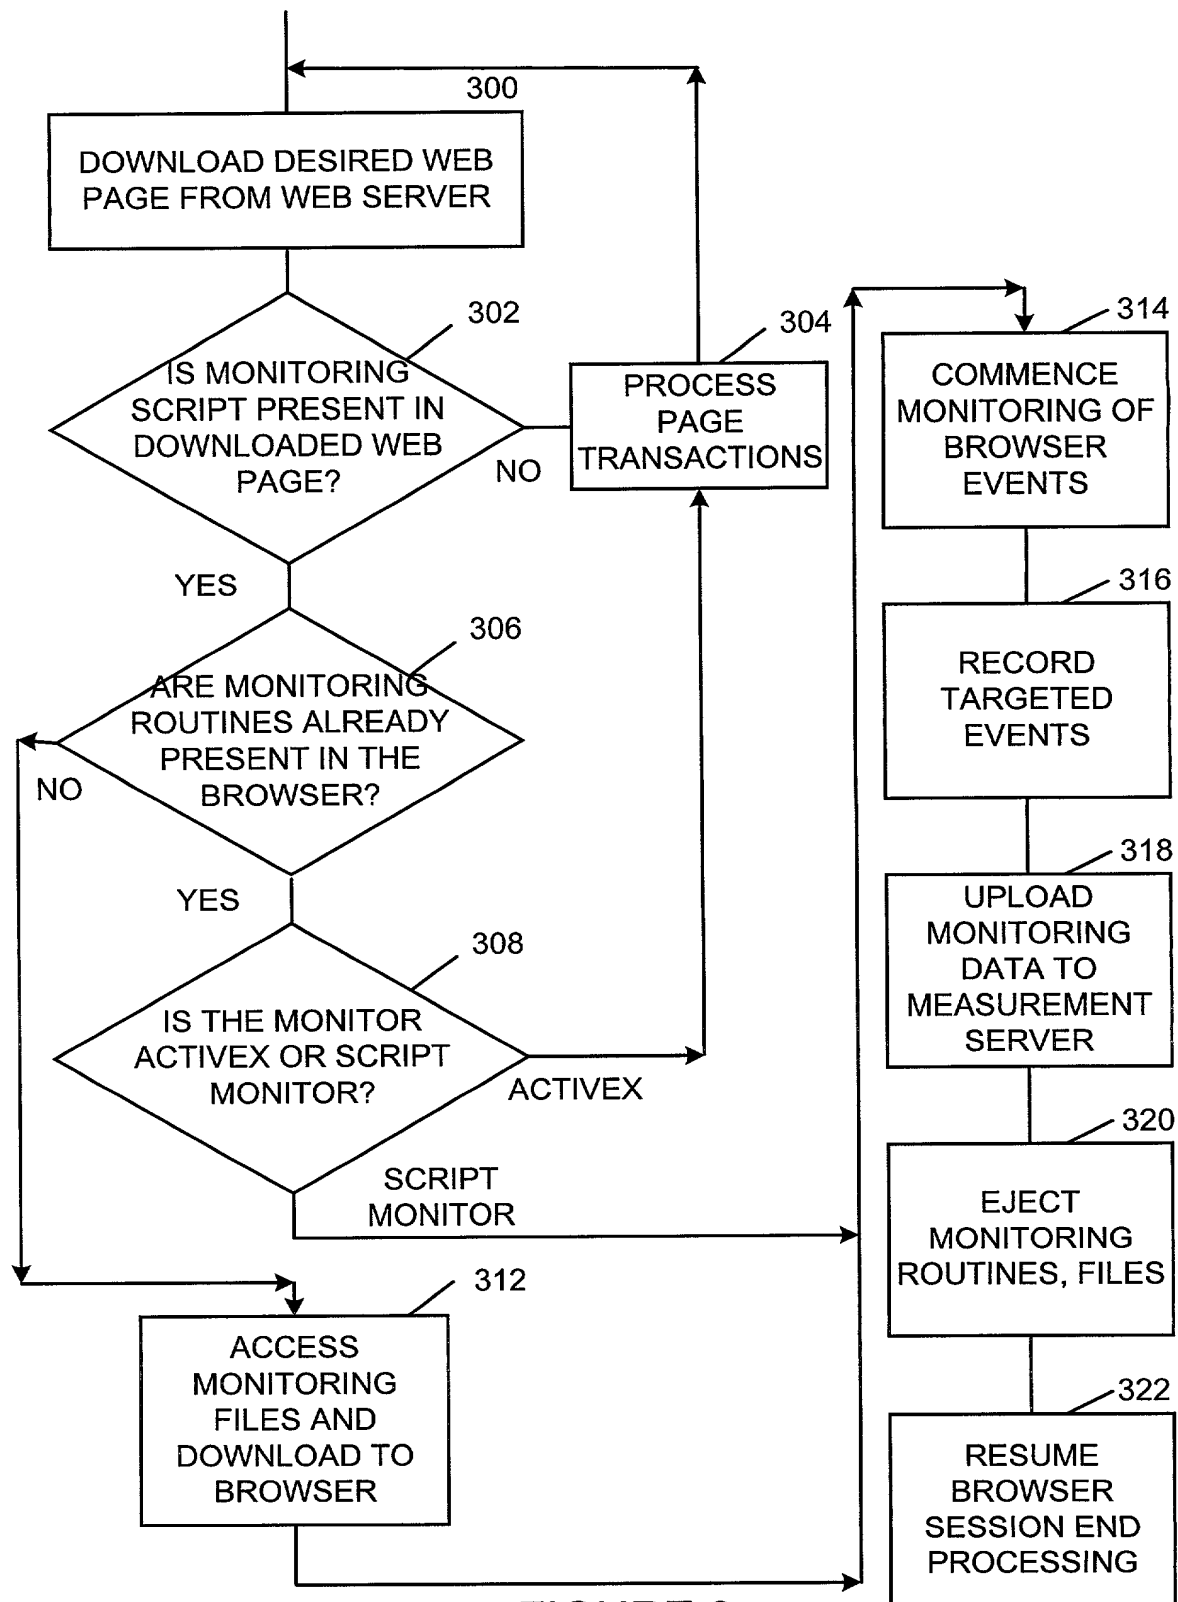 300
DOWNLOAD DESIRED WEB
PAGE FROM WEB SERVER
302
IS MONITORING
SCRIPT PRESENT IN
DOWNLOADED WEB
PAGE?
NO
304
PROCESS
PAGE
TRANSACTIONS
YES
306
ARE MONITORING
ROUTINES ALREADY
PRESENT IN THE
BROWSER?
NO
YES
308
IS THE MONITOR
ACTIVEX OR SCRIPT
MONITOR?
ACTIVEX
SCRIPT
MONITOR
312
ACCESS
MONITORING
FILES AND
DOWNLOAD TO
BROWSER
314
COMMENCE
MONITORING OF
BROWSER
EVENTS
316
RECORD
TARGETED
EVENTS
318
UPLOAD
MONITORING
DATA TO
MEASUREMENT
SERVER
320
EJECT
MONITORING
ROUTINES, FILES
322
RESUME
BROWSER
SESSION END
PROCESSING